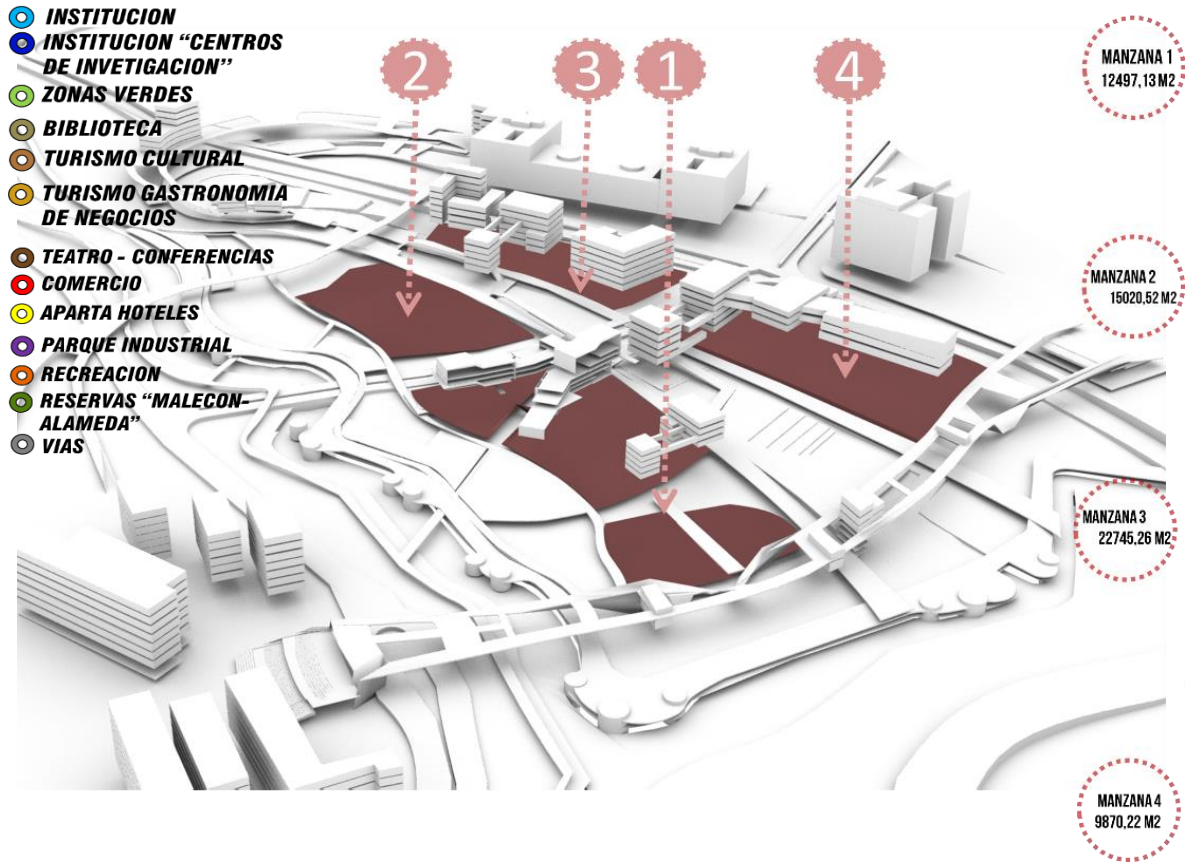 INSTITUCION
INSTITUCION “CENTROS
DE INVETIGACION”
ZONAS VERDES
BIBLIOTECA
TURISMO CULTURAL
TURISMO GASTRONOMIA
DE NEGOCIOS
TEATRO - CONFERENCIAS
COMERCIO
APARTA HOTELES
PARQUE INDUSTRIAL
RECREACION
RESERVAS “MALECON-
ALAMEDA”
VIAS
2
3
1
4
MANZANA 1
12497,13 M2
MANZANA 2
15020,52 M2
MANZANA 3
22745,26 M2
MANZANA 4
9870,22 M2